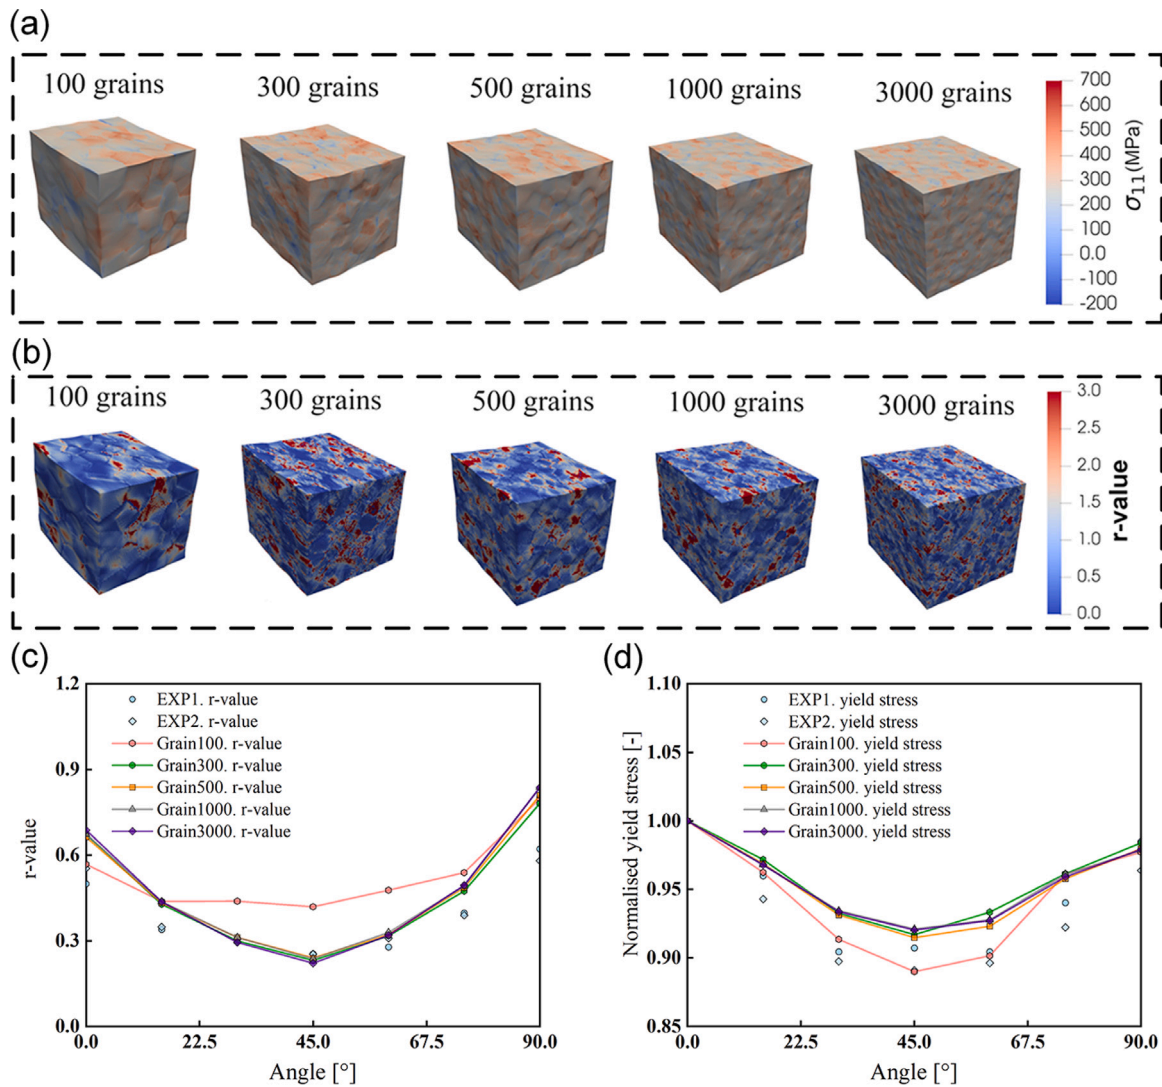 (a)
100 grains
300 grains
500 grains
1000 grains
3000 grains
700
600
500
400
300
200
100
0.0
-100
-200
σ11(MPa)
(b)
100 grains
300 grains
500 grains
1000 grains
3000 grains
3.0
2.5
2.0
1.5
1.0
0.5
0.0
r-value
(c)
1.2
0.9
0.6
0.3
0.0
r-value
EXP1. r-value
EXP2. r-value
Grain100. r-value
Grain300. r-value
Grain500. r-value
Grain1000. r-value
Grain3000. r-value
0.0
22.5
45.0
67.5
90.0
Angle [°]
(d)
1.10
1.05
1.00
0.95
0.90
0.85
Normalised yield stress [-]
EXP1. yield stress
EXP2. yield stress
Grain100. yield stress
Grain300. yield stress
Grain500. yield stress
Grain1000. yield stress
Grain3000. yield stress
0.0
22.5
45.0
67.5
90.0
Angle [°]